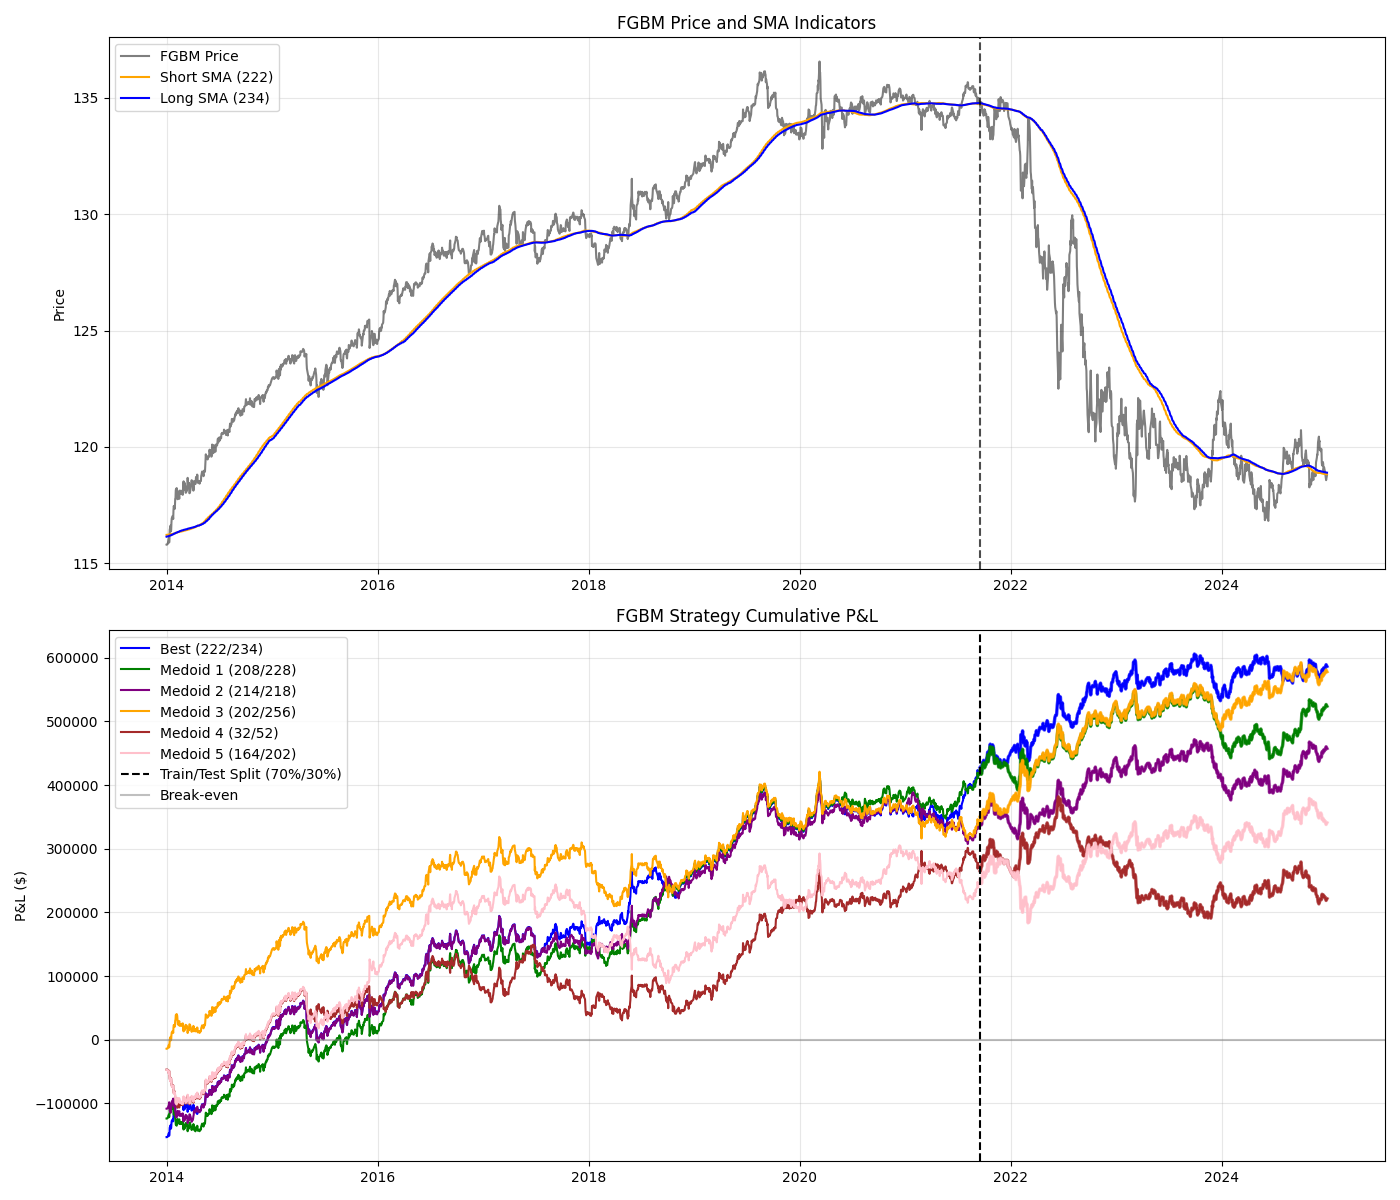 FGBM Price and SMA Indicators
FGBM Price
Short SMA (222)
Long SMA (234)
Price
135
130
125
120
115
2014
2016
2018
2020
2022
2024
FGBM Strategy Cumulative P&L
Best (222/234)
Medoid 1 (208/228)
Medoid 2 (214/218)
Medoid 3 (202/256)
Medoid 4 (32/52)
Medoid 5 (164/202)
Train/Test Split (70%/30%)
Break-even
P&L ($)
600000
500000
400000
300000
200000
100000
0
−100000
2014
2016
2018
2020
2022
2024